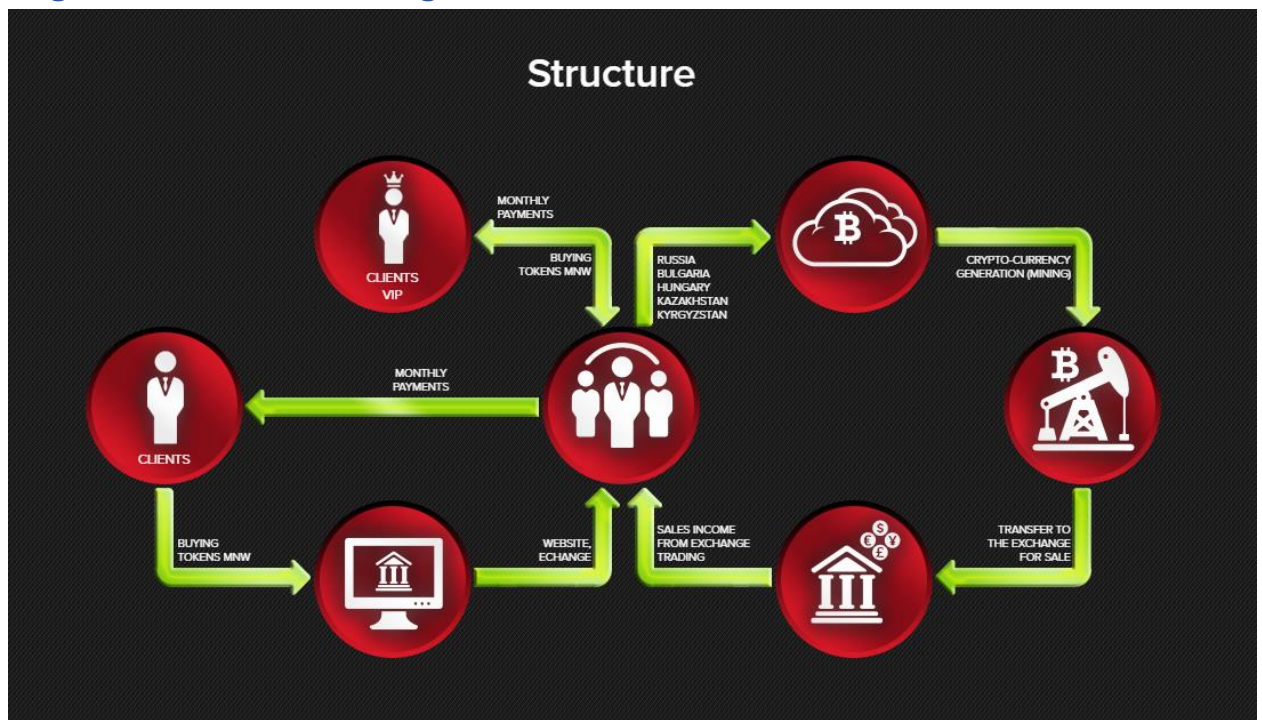 Structure
MONTHLY
PAYMENTS
BUYING
TOKENS MNW
CLIENTS
VIP
RUSSIA
BULGARIA
HUNGARY
KAZAKHSTAN
KYRGYZSTAN
CRYPTO-CURRENCY
GENERATION (MINING)
MONTHLY
PAYMENTS
CLIENTS
BUYING
TOKENS MNW
WEBSITE,
ECHANGE
SALES INCOME
FROM EXCHANGE
TRADING
TRANSFER TO
THE EXCHANGE
FOR SALE